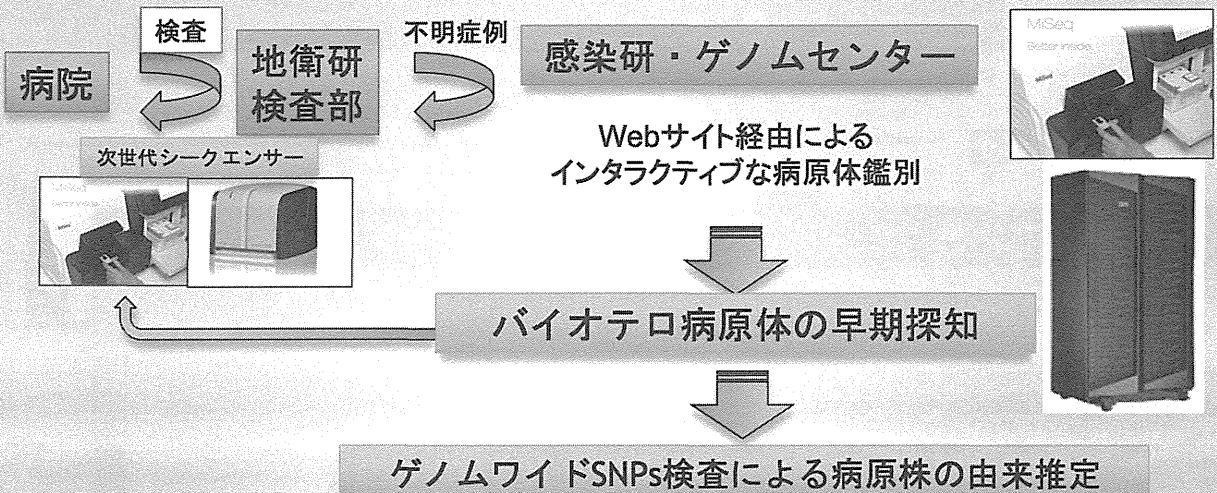 検査
不明症例
病院
地衛研
検査部
感染研・ゲノムセンター
MiSeq
次世代シークエンサー
Webサイト経由による
インタラクティブな病原体鑑別
バイオテロ病原体の早期探知
ゲノムワイドSNPs検査による病原株の由来推定